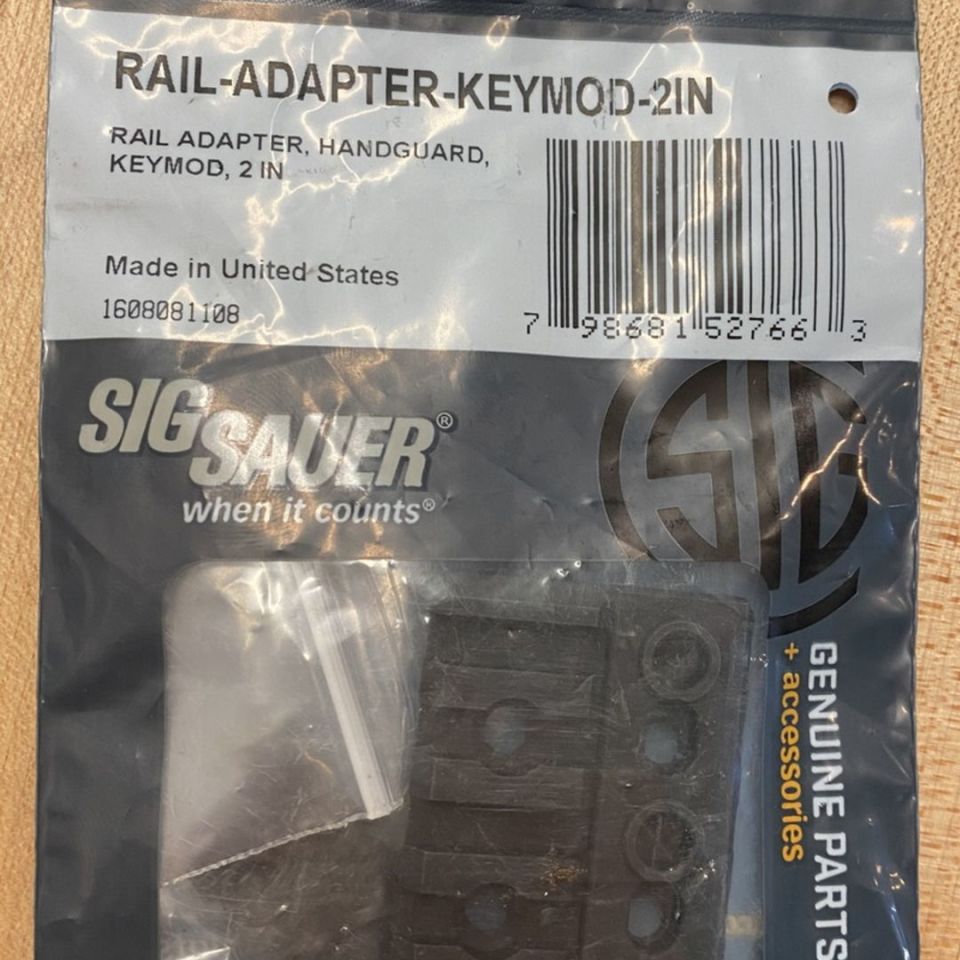 RAIL-ADAPTER-KEYMOD-2IN
RAIL ADAPTER, HANDGUARD,
KEYMOD, 2 IN
Made in United States
1608081108
7 98681 52766 3
SIG
SAUER®
when it counts®
SIG
GENUINE PARTS
+ accessories